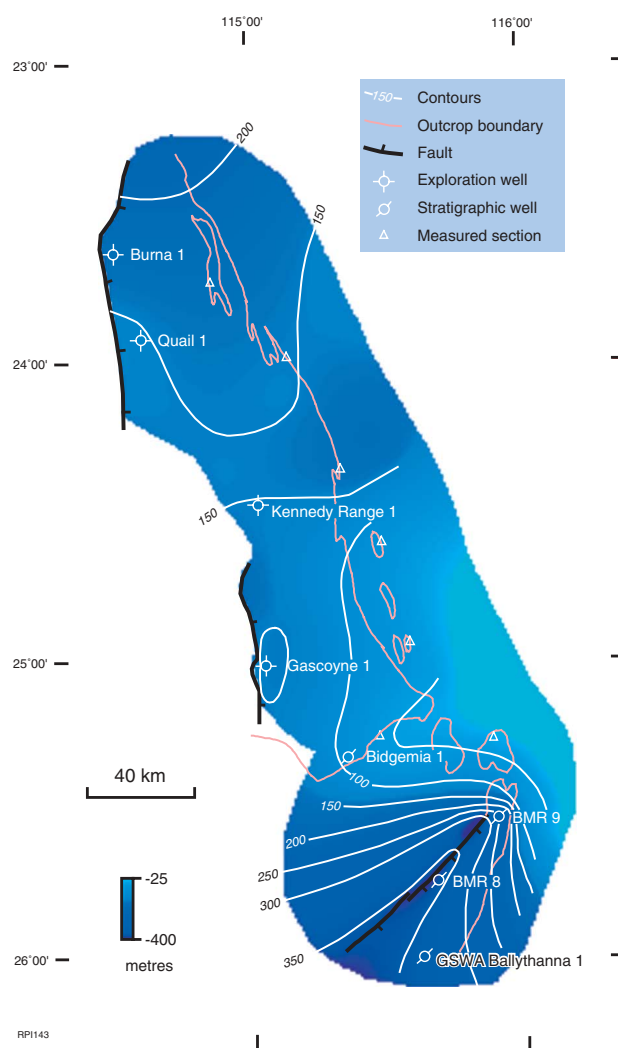 115°00'
116°00'
23°00'
200
150
Contours
Outcrop boundary
Fault
Exploration well
Stratigraphic well
Measured section
150
Burna 1
Quail 1
24°00'
150
Kennedy Range 1
25°00'
Gascoyne 1
Bidgemia 1
100
40 km
150
BMR 9
200
250
BMR 8
300
-25
-400
metres
350
GSWA Ballythanna 1
26°00'
RPI143